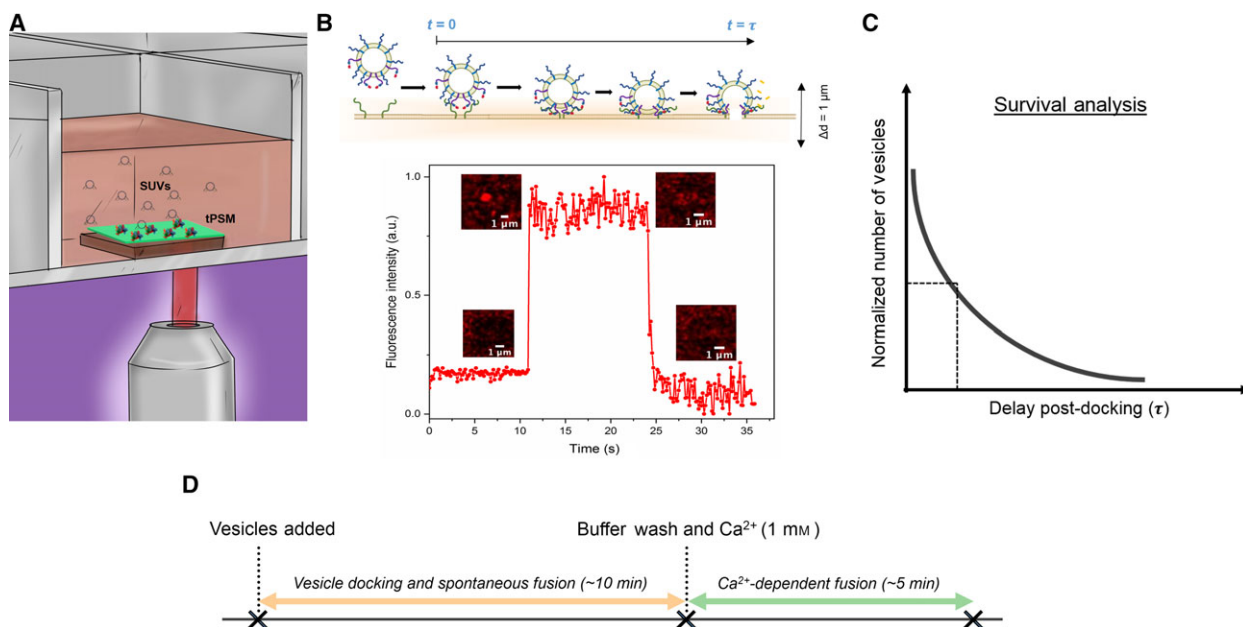 A
SUVs
tPSM
B
t = 0
t = τ
Δd = 1 μm
Fluorescence intensity (a.u.)
1.0
0.5
0.0
1 μm
1 μm
1 μm
1 μm
0 5 10 15 20 25 30 35
Time (s)
C
Survival analysis
Normalized number of vesicles
Delay post-docking (τ)
D
Vesicles added
Buffer wash and Ca²⁺ (1 mM)
Vesicle docking and spontaneous fusion (~10 min)
Ca²⁺-dependent fusion (~5 min)